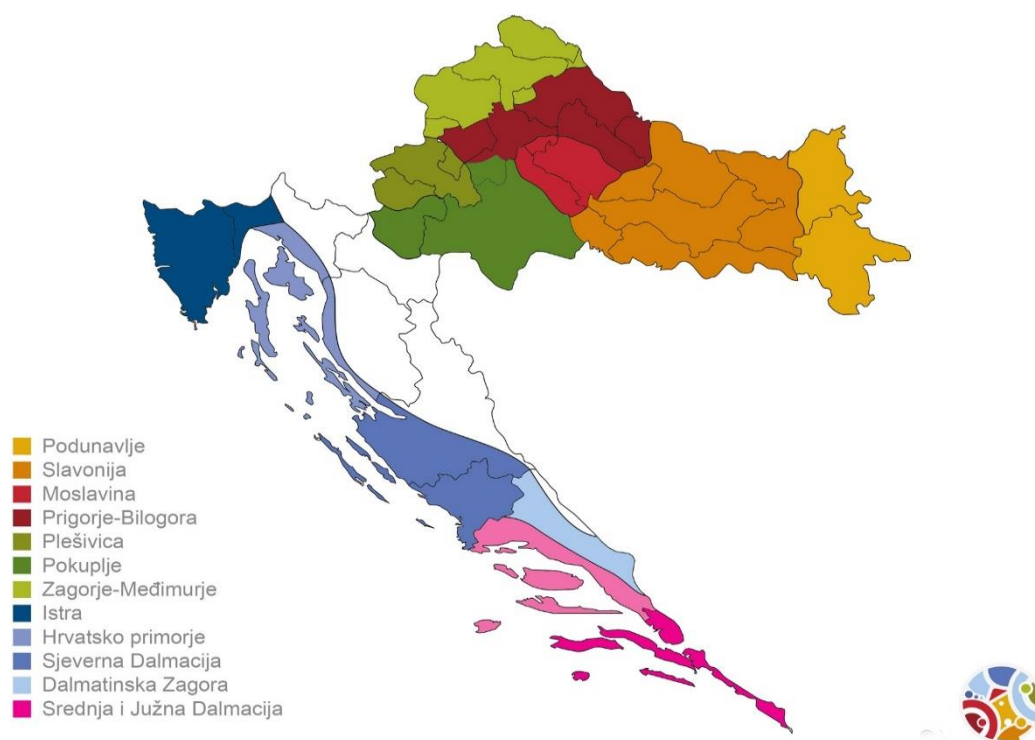 Podunavlje
Slavonija
Moslavina
Prigorje-Bilogora
Plešivica
Pokuplje
Zagorje-Međimurje
Istra
Hrvatsko primorje
Sjeverna Dalmacija
Dalmatinska Zagora
Srednja i Južna Dalmacija